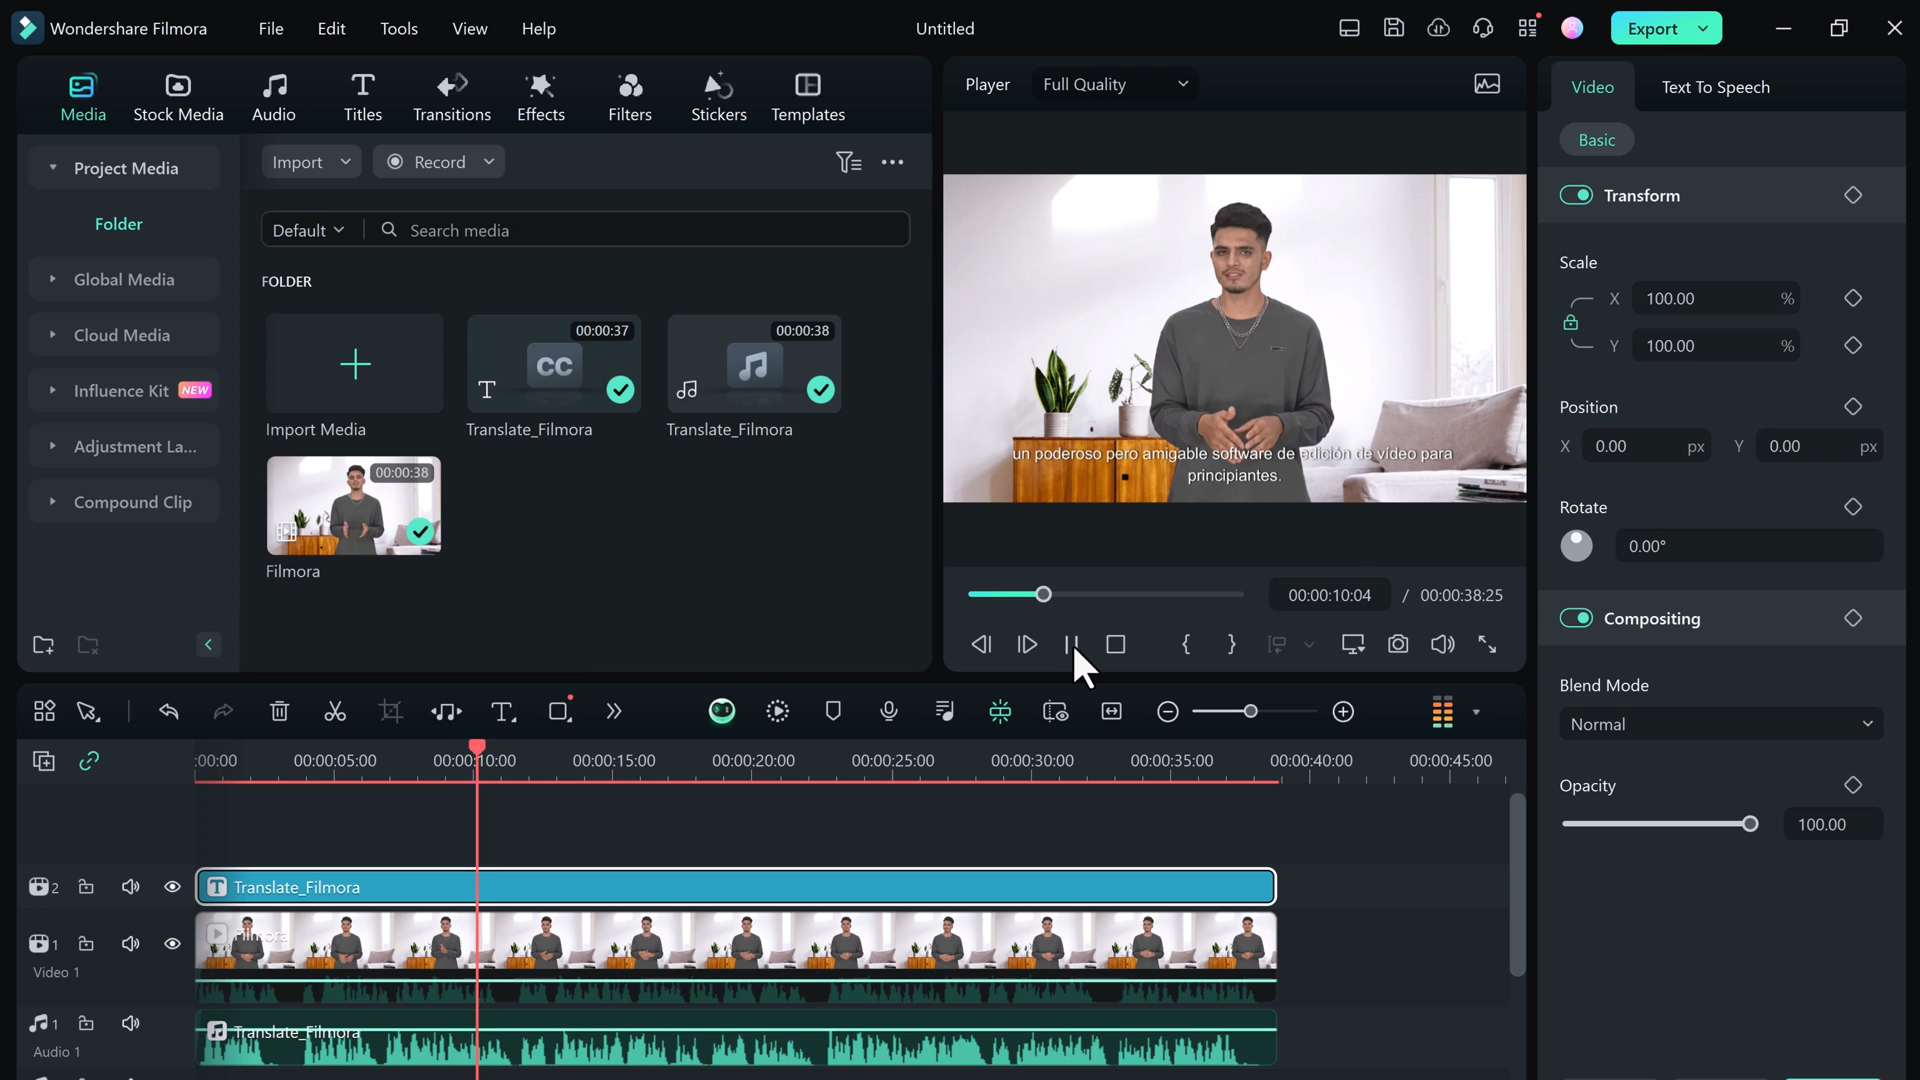 Wondershare Filmora
File
Edit
Tools
View
Help
Untitled
Export
Media
Stock Media
Audio
Titles
Transitions
Effects
Filters
Stickers
Templates
Player
Full Quality
Video
Text To Speech
Basic
Project Media
Folder
Global Media
Cloud Media
Influence Kit NEW
Adjustment La...
Compound Clip
Import
Record
Default
Search media
FOLDER
Import Media
00:00:37
CC
T
Translate_Filmora
00:00:38
Translate_Filmora
00:00:38
Filmora
un poderoso pero amigable software de edición de vídeo para
principiantes.
00:00:10:04 / 00:00:38:25
Transform
Scale
X 100.00 %
Y 100.00 %
Position
X 0.00 px Y 0.00 px
Rotate
0.00°
Compositing
Blend Mode
Normal
Opacity
100.00
:00:00
00:00:05:00
00:00:10:00
00:00:15:00
00:00:20:00
00:00:25:00
00:00:30:00
00:00:35:00
00:00:40:00
00:00:45:00
2
T Translate_Filmora
1
Filmora
Video 1
1
Translate_Filmora
Audio 1